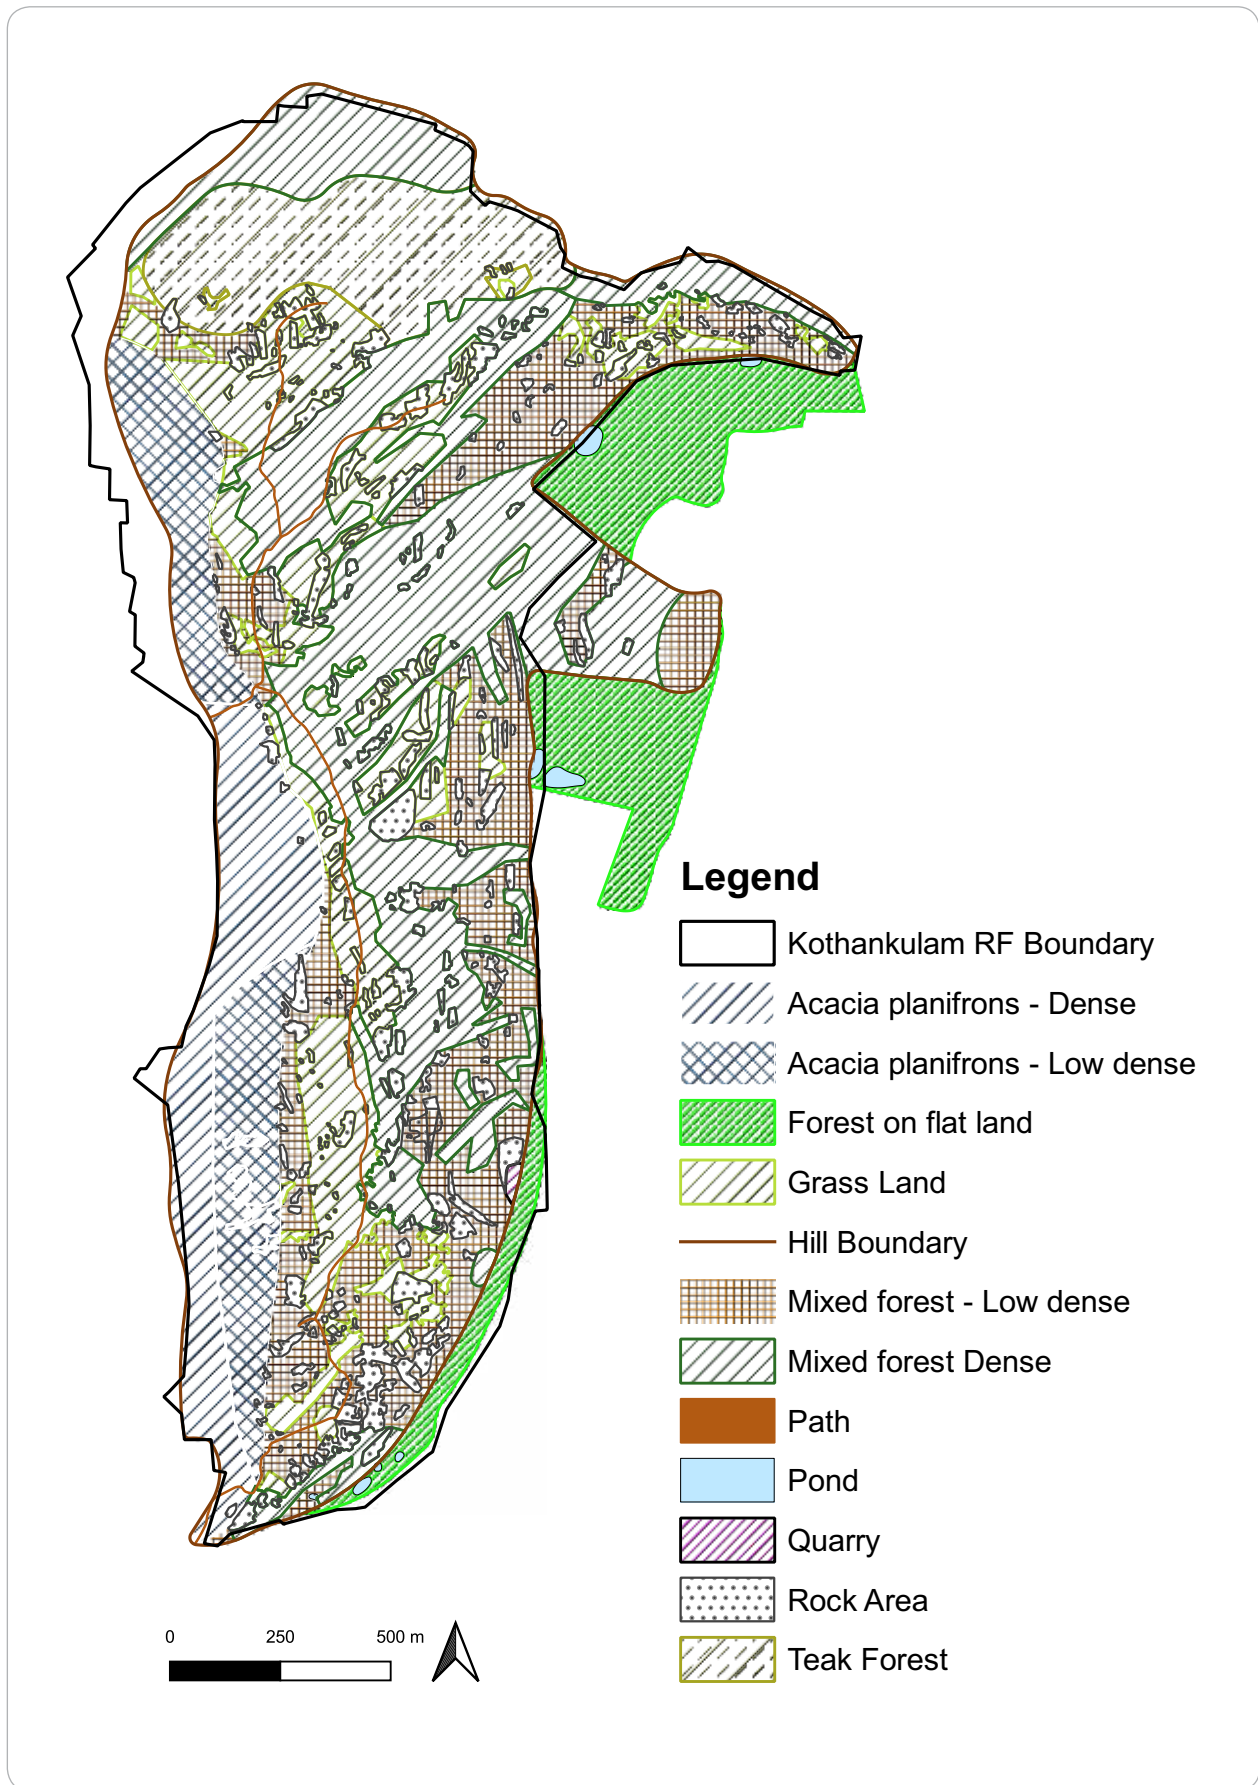 Legend
Kothankulam RF Boundary
Acacia planifrons - Dense
Acacia planifrons - Low dense
Forest on flat land
Grass Land
Hill Boundary
Mixed forest - Low dense
Mixed forest Dense
Path
Pond
Quarry
Rock Area
Teak Forest
0 250 500 m